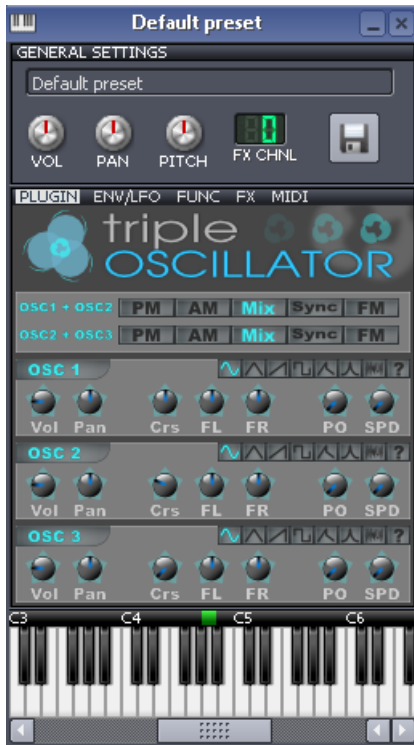 Default preset
GENERAL SETTINGS
Default preset
VOL PAN PITCH FX CHNL
PLUGIN ENV/LFO FUNC FX MIDI
triple
OSCILLATOR
OSC1 + OSC2 PM AM Mix Sync FM
OSC2 + OSC3 PM AM Mix Sync FM
OSC 1 ?
Vol Pan Crs FL FR PO SPD
OSC 2 ?
Vol Pan Crs FL FR PO SPD
OSC 3 ?
Vol Pan Crs FL FR PO SPD
C3 C4 C5 C6